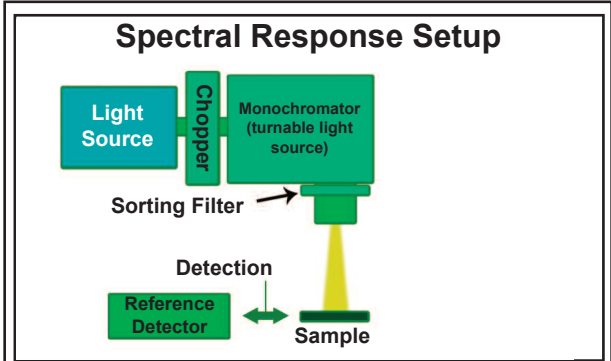 Spectral Response Setup
Light
Source
Chopper
Monochromator
(turnable light
source)
Sorting Filter
Detection
Reference
Detector
Sample